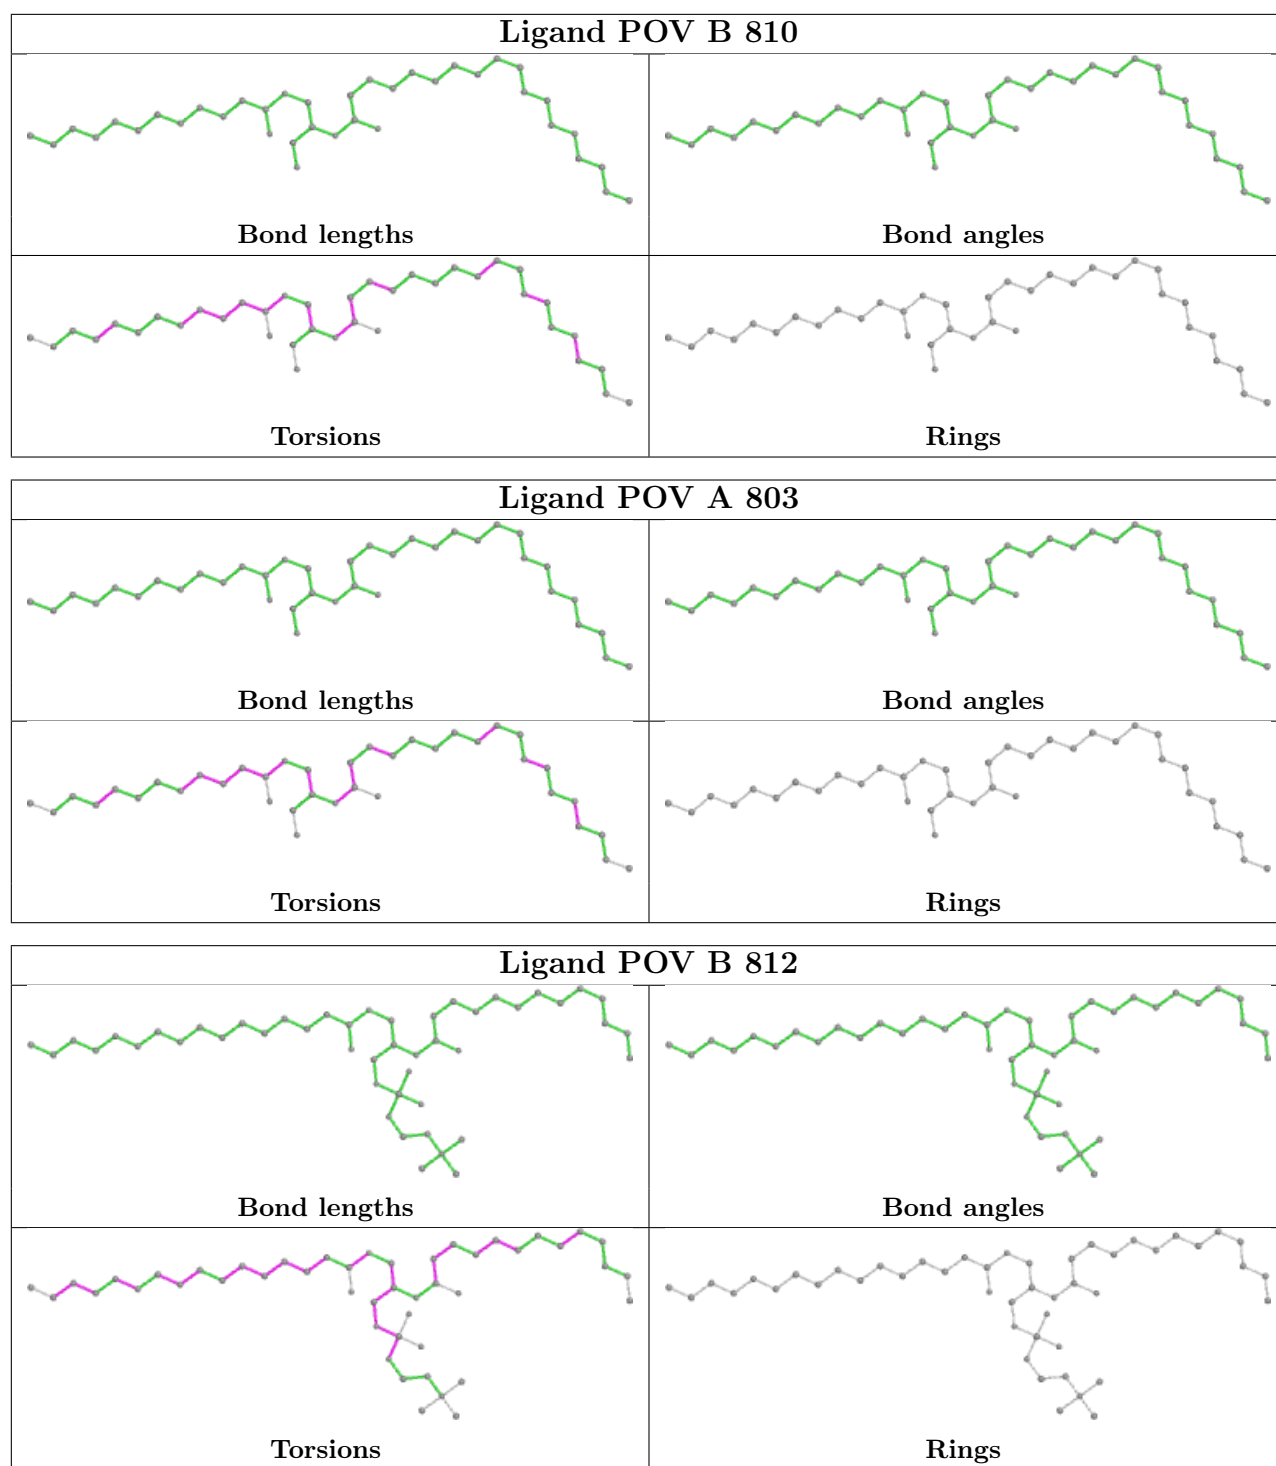 Ligand POV B 810
Bond lengths
Bond angles
Torsions
Rings
Ligand POV A 803
Bond lengths
Bond angles
Torsions
Rings
Ligand POV B 812
Bond lengths
Bond angles
Torsions
Rings